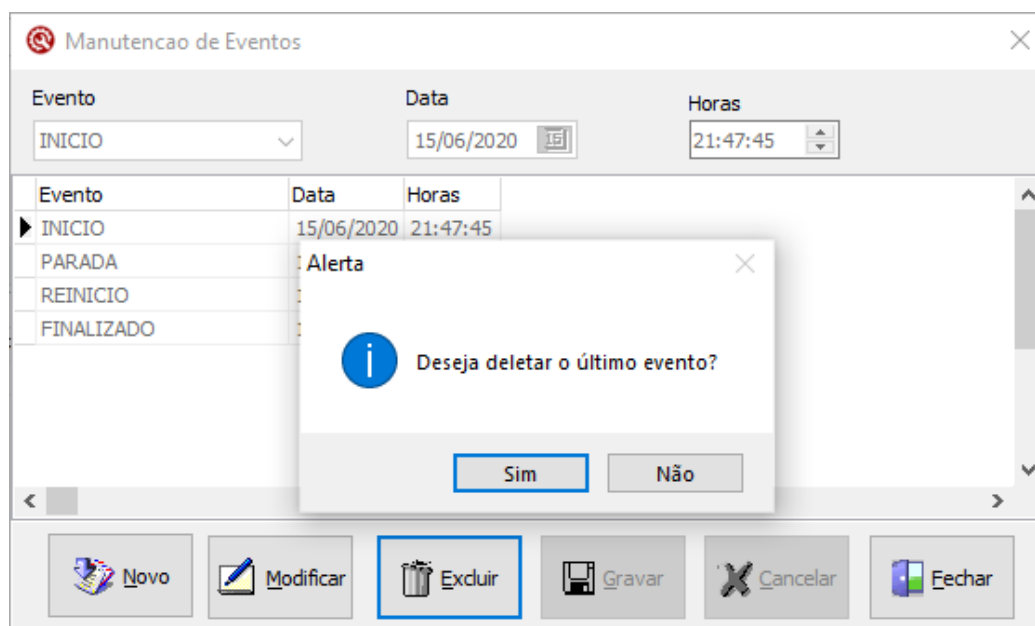 Manutencao de Eventos
Evento Data Horas
INICIO 15/06/2020 15 21:47:45
Evento Data Horas
INICIO 15/06/2020 21:47:45
PARADA
REINICIO
FINALIZADO
Alerta
Deseja deletar o último evento?
Sim Não
Novo Modificar Excluir Gravar Cancelar Fechar